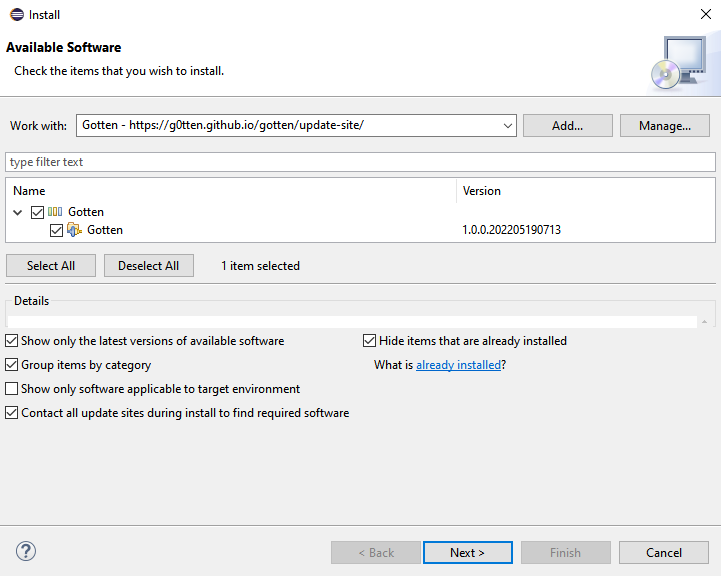 Install
Available Software
Check the items that you wish to install.
Work with: Gotten - https://g0tten.github.io/gotten/update-site/ Add... Manage...
type filter text
Name Version
Gotten
Gotten 1.0.0.202205190713
Select All Deselect All 1 item selected
Details
Show only the latest versions of available software Hide items that are already installed
Group items by category What is already installed?
Show only software applicable to target environment
Contact all update sites during install to find required software
? < Back Next > Finish Cancel